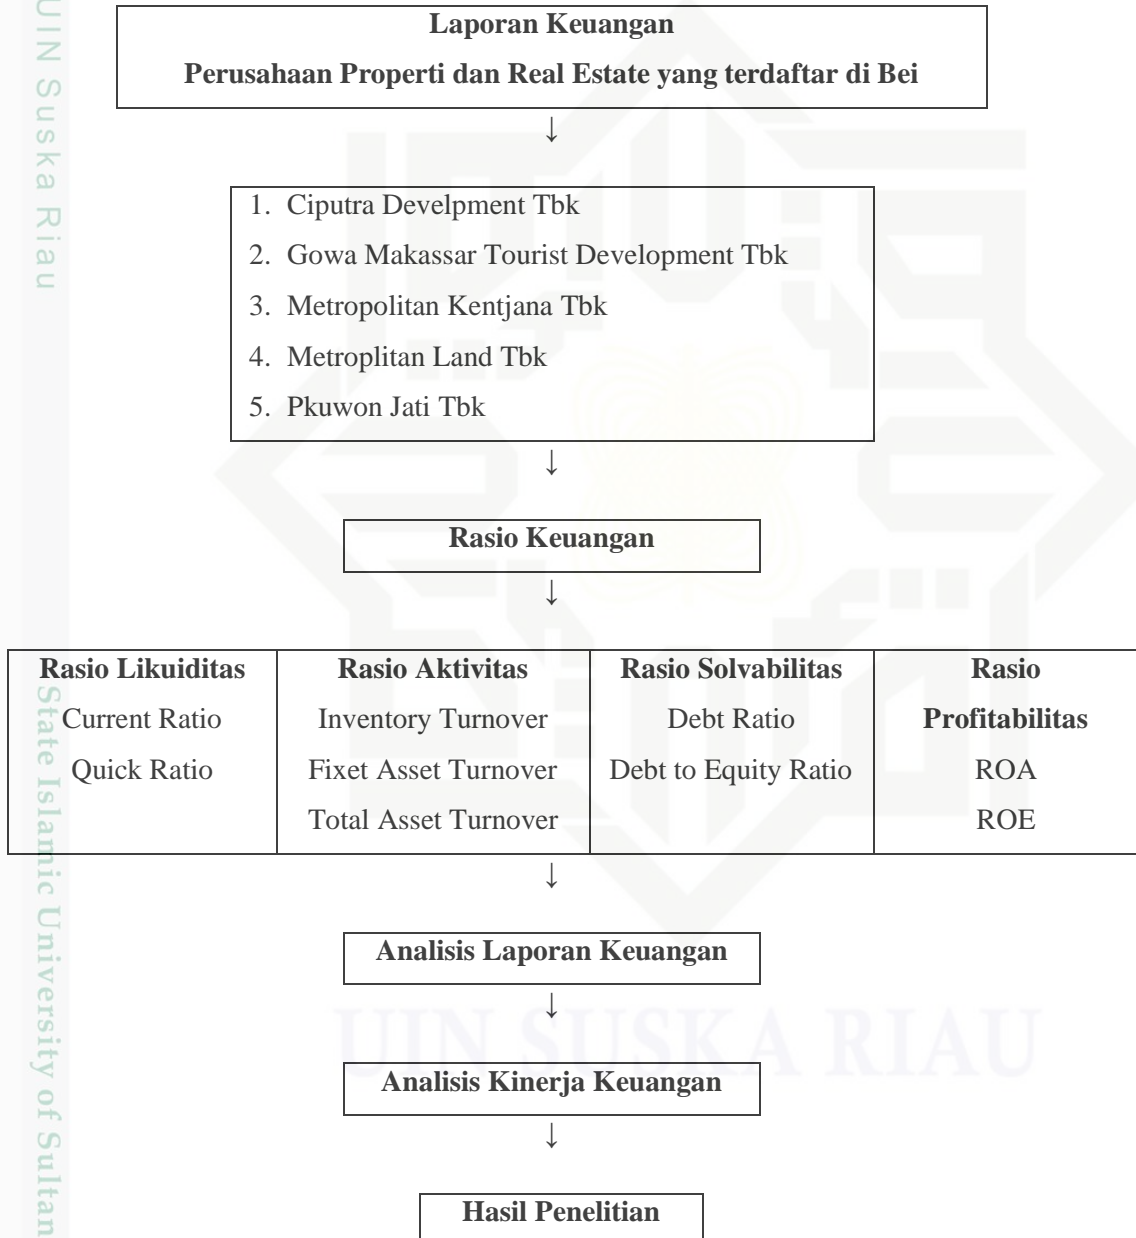 Laporan Keuangan
Perusahaan Properti dan Real Estate yang terdaftar di Bei
↓
1. Ciputra Develpment Tbk
2. Gowa Makassar Tourist Development Tbk
3. Metropolitan Kentjana Tbk
4. Metroplitan Land Tbk
5. Pkuwon Jati Tbk
↓
Rasio Keuangan
↓
Rasio Likuiditas
Current Ratio
Quick Ratio
Rasio Aktivitas
Inventory Turnover
Fixet Asset Turnover
Total Asset Turnover
Rasio Solvabilitas
Debt Ratio
Debt to Equity Ratio
Rasio
Profitabilitas
ROA
ROE
↓
Analisis Laporan Keuangan
↓
Analisis Kinerja Keuangan
↓
Hasil Penelitian
UIN Suska Riau
State Islamic University of Sultan
UIN SUSKA RIAU